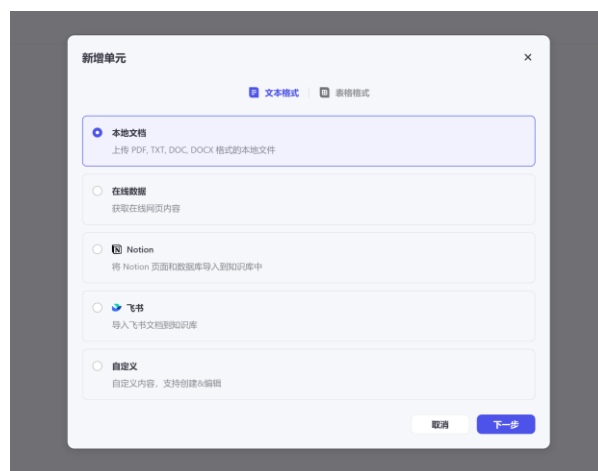 新增单元
文本格式 表格格式
本地文档
上传 PDF, TXT, DOC, DOCX 格式的本地文件
在线数据
获取在线网页内容
Notion
将 Notion 页面和数据库导入到知识库中
飞书
导入飞书文档到知识库
自定义
自定义内容，支持创建&编辑
取消 下一步